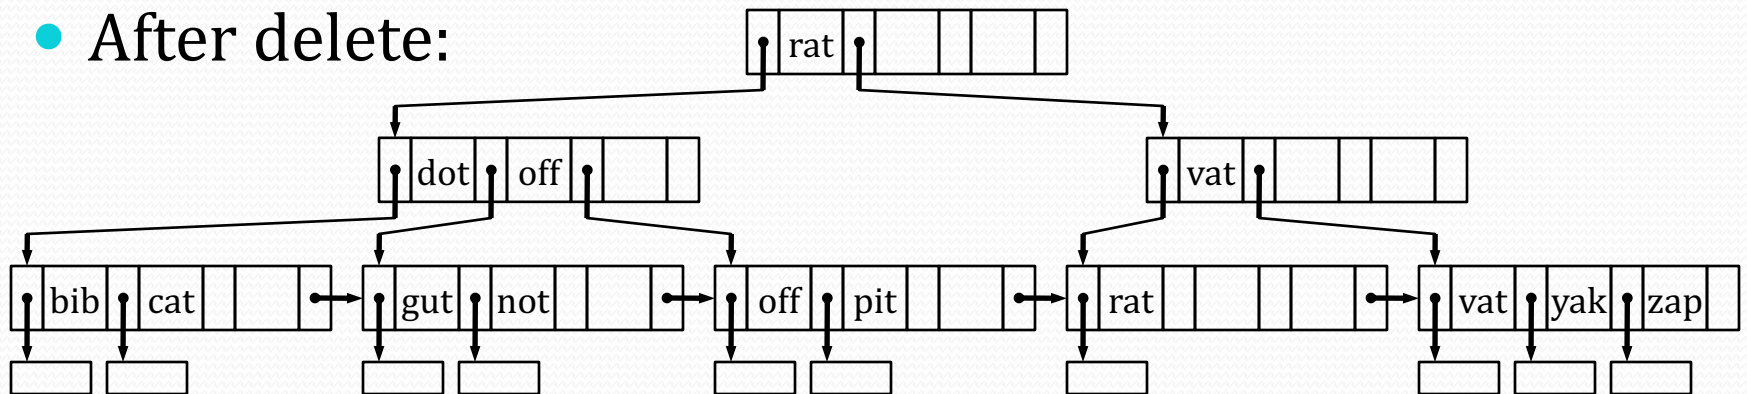 • After delete:
rat
dot off
vat
bib cat
gut not
off pit
rat
vat yak zap